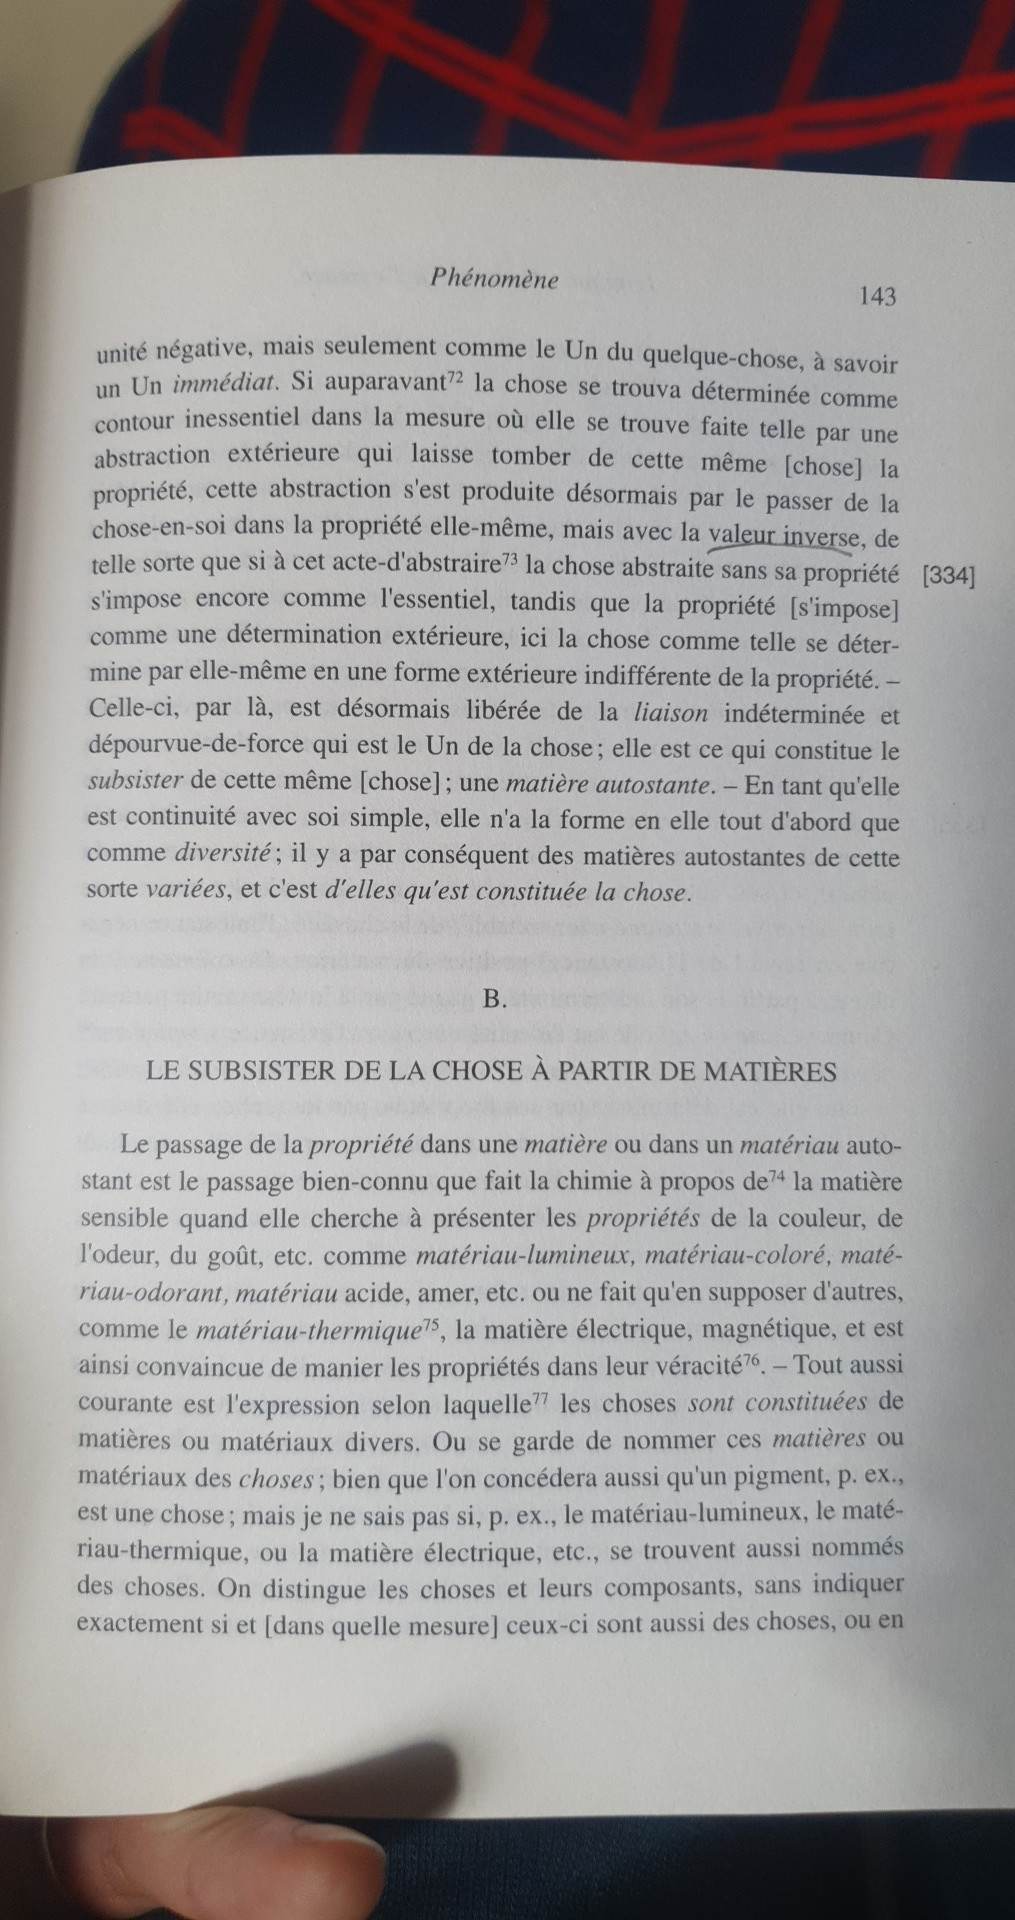 Phénomène
143
unité négative, mais seulement comme le Un du quelque-chose, à savoir
un Un immédiat. Si auparavant⁷² la chose se trouva déterminée comme
contour inessentiel dans la mesure où elle se trouve faite telle par une
abstraction extérieure qui laisse tomber de cette même [chose] la
propriété, cette abstraction s'est produite désormais par le passer de la
chose-en-soi dans la propriété elle-même, mais avec la valeur inverse, de
telle sorte que si à cet acte-d'abstraire⁷³ la chose abstraite sans sa propriété [334]
s'impose encore comme l'essentiel, tandis que la propriété [s'impose]
comme une détermination extérieure, ici la chose comme telle se déter-
mine par elle-même en une forme extérieure indifférente de la propriété. –
Celle-ci, par là, est désormais libérée de la liaison indéterminée et
dépourvue-de-force qui est le Un de la chose; elle est ce qui constitue le
subsister de cette même [chose]; une matière autostante. – En tant qu'elle
est continuité avec soi simple, elle n'a la forme en elle tout d'abord que
comme diversité; il y a par conséquent des matières autostantes de cette
sorte variées, et c'est d'elles qu'est constituée la chose.
B.
LE SUBSISTER DE LA CHOSE À PARTIR DE MATIÈRES
Le passage de la propriété dans une matière ou dans un matériau auto-
stant est le passage bien-connu que fait la chimie à propos de⁷⁴ la matière
sensible quand elle cherche à présenter les propriétés de la couleur, de
l'odeur, du goût, etc. comme matériau-lumineux, matériau-coloré, maté-
riau-odorant, matériau acide, amer, etc. ou ne fait qu'en supposer d'autres,
comme le matériau-thermique⁷⁵, la matière électrique, magnétique, et est
ainsi convaincue de manier les propriétés dans leur véracité⁷⁶. – Tout aussi
courante est l'expression selon laquelle⁷⁷ les choses sont constituées de
matières ou matériaux divers. Ou se garde de nommer ces matières ou
matériaux des choses; bien que l'on concédera aussi qu'un pigment, p. ex.,
est une chose; mais je ne sais pas si, p. ex., le matériau-lumineux, le maté-
riau-thermique, ou la matière électrique, etc., se trouvent aussi nommés
des choses. On distingue les choses et leurs composants, sans indiquer
exactement si et [dans quelle mesure] ceux-ci sont aussi des choses, ou en